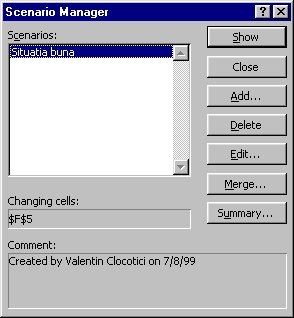 Scenario Manager
Scenarios:
Situatia buna
Show
Close
Add...
Delete
Edit...
Merge...
Summary...
Changing cells:
$F$5
Comment:
Created by Valentin Clocotici on 7/8/99